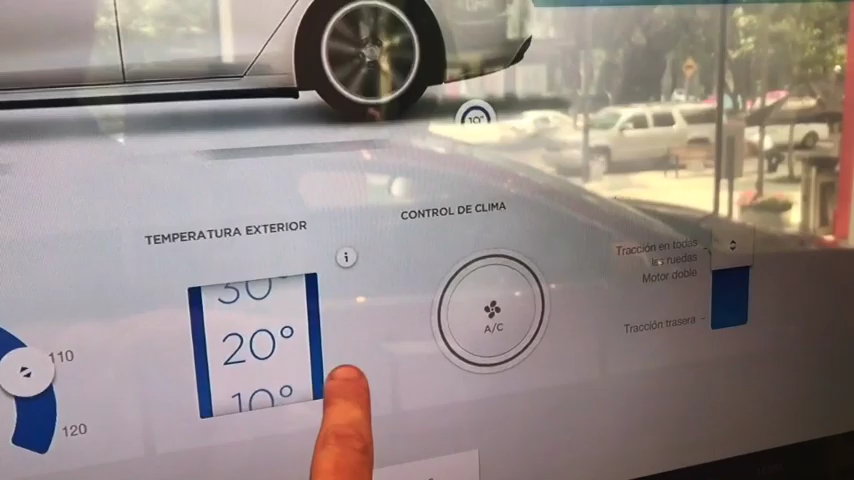 19"
TEMPERATURA EXTERIOR
CONTROL DE CLIMA
i
30°
20°
10°
A/C
Tracción en todas
las ruedas
Motor doble
Tracción trasera
110
120